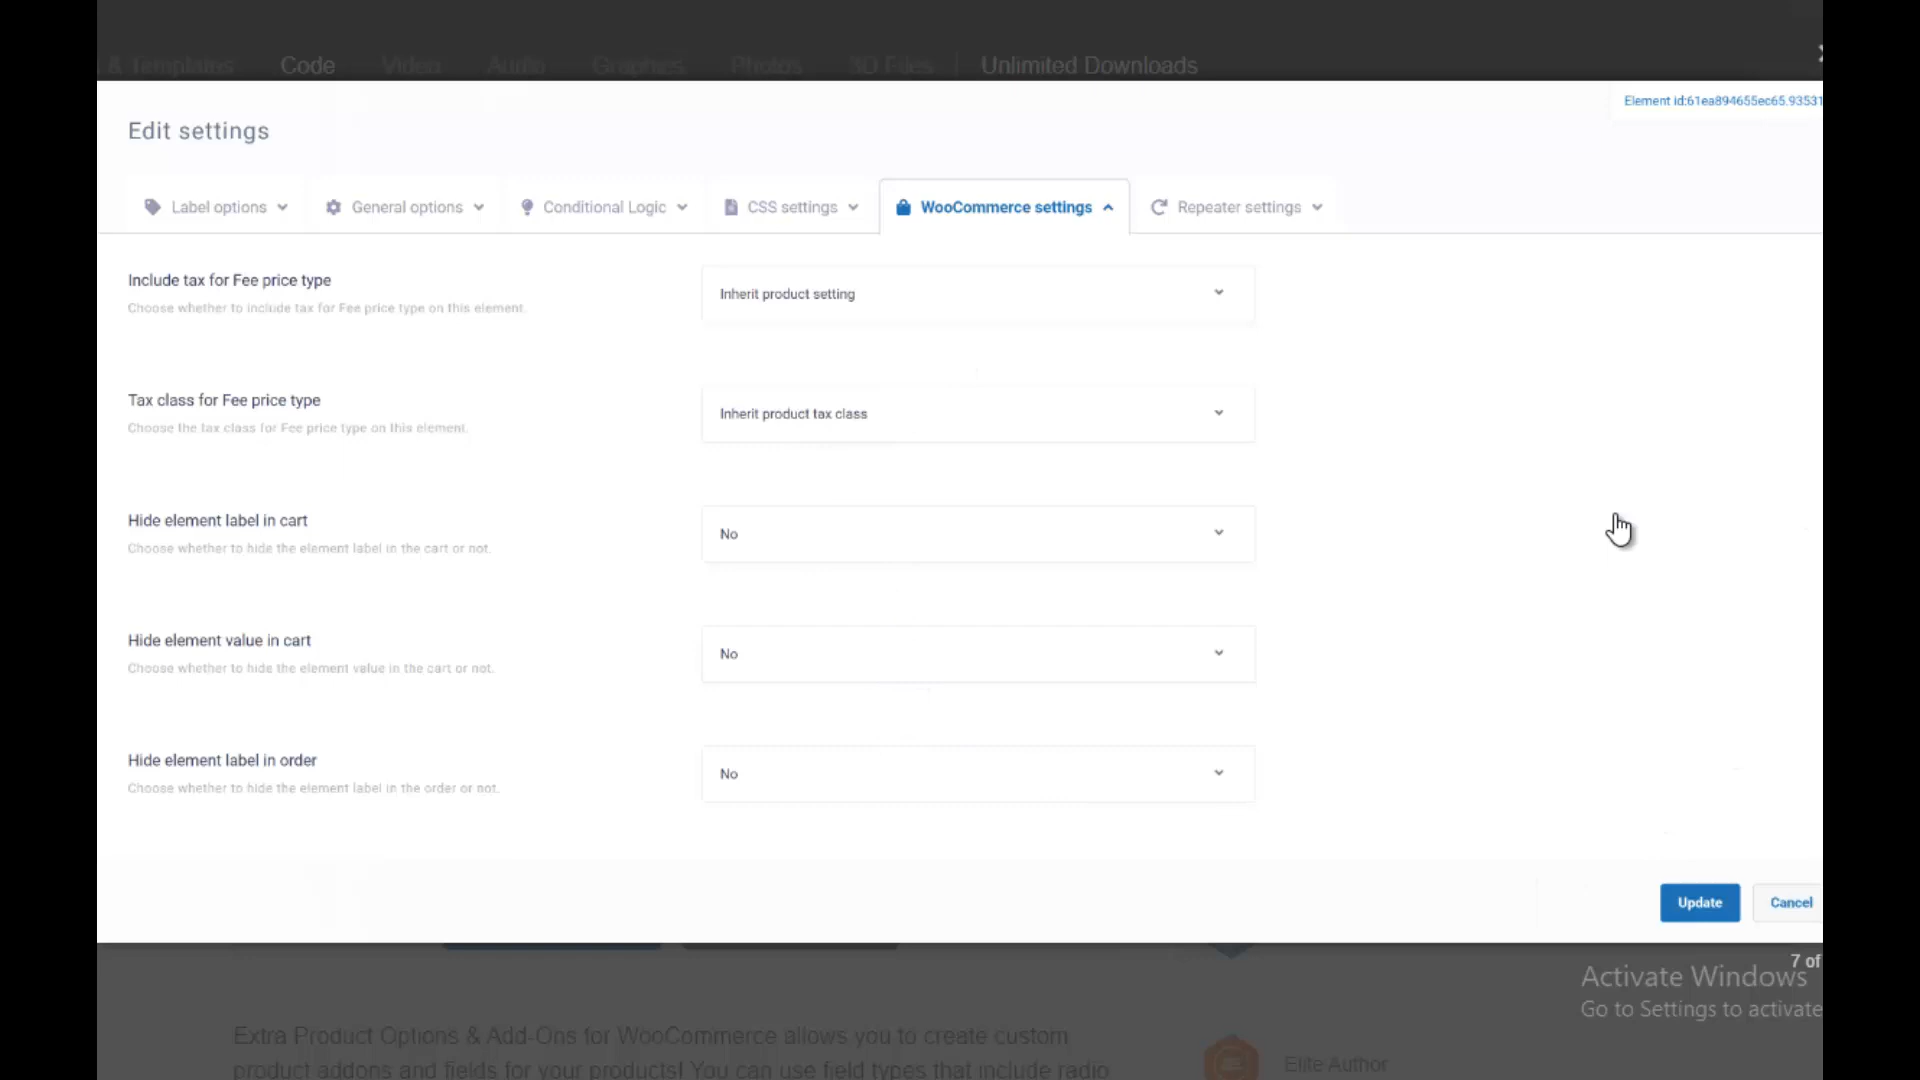 & Templates Code Video Audio Graphics Photos 3D Files Unlimited Downloads
Element id:61ea894655ec65.93531
Edit settings
Label options General options Conditional Logic CSS settings WooCommerce settings Repeater settings
Include tax for Fee price type
Choose whether to include tax for Fee price type on this element.
Inherit product setting
Tax class for Fee price type
Choose the tax class for Fee price type on this element.
Inherit product tax class
Hide element label in cart
Choose whether to hide the element label in the cart or not.
No
Hide element value in cart
Choose whether to hide the element value in the cart or not.
No
Hide element label in order
Choose whether to hide the element label in the order or not.
No
Update Cancel
7 of
Activate Windows
Go to Settings to activate
Extra Product Options & Add-Ons for WooCommerce allows you to create custom
product addons and fields for your products! You can use field types that include radio
Elite Author